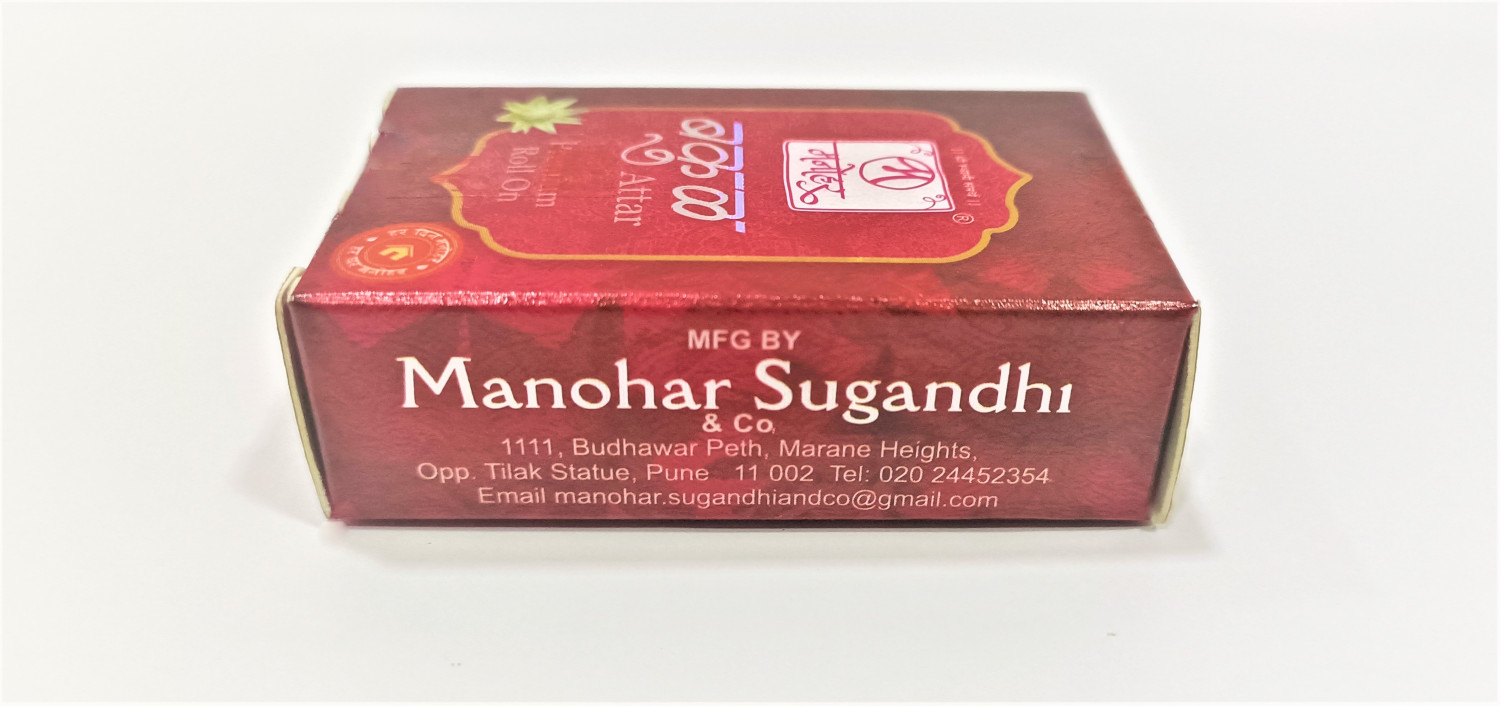 बकुळ
Attar
Roll On
®
MFG BY
Manohar Sugandhi
& Co,
1111, Budhawar Peth, Marane Heights,
Opp. Tilak Statue, Pune 11 002 Tel: 020 24452354
Email manohar.sugandhiandco@gmail.com